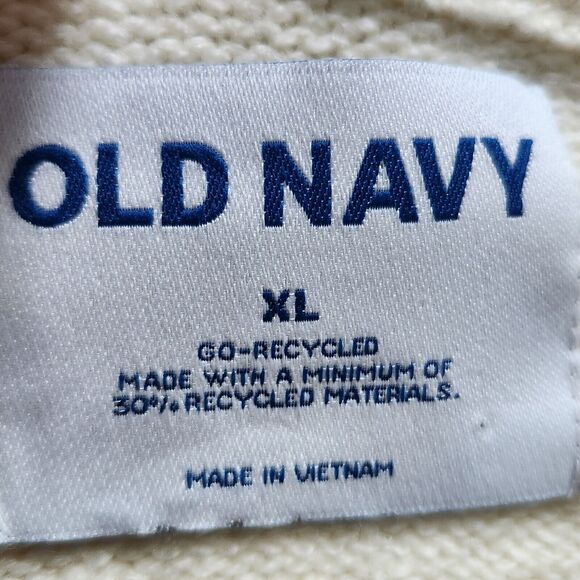 OLD NAVY
XL
GO-RECYCLED
MADE WITH A MINIMUM OF
30% RECYCLED MATERIALS.
MADE IN VIETNAM